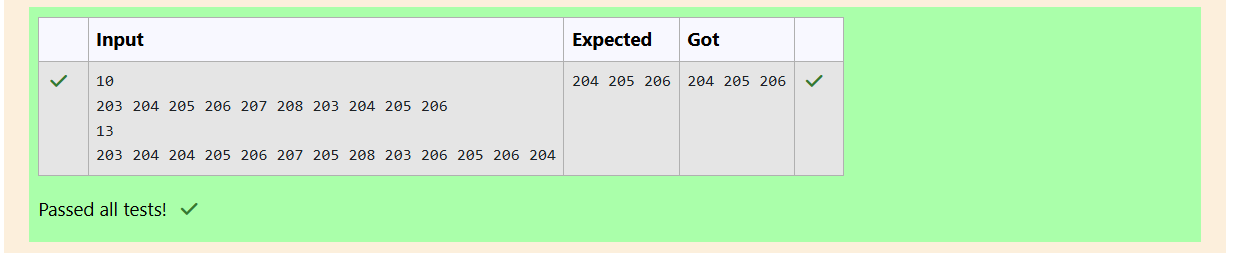 Input Expected Got
10 204 205 206 204 205 206
203 204 205 206 207 208 203 204 205 206
13
203 204 204 205 206 207 205 208 203 206 205 206 204
Passed all tests!